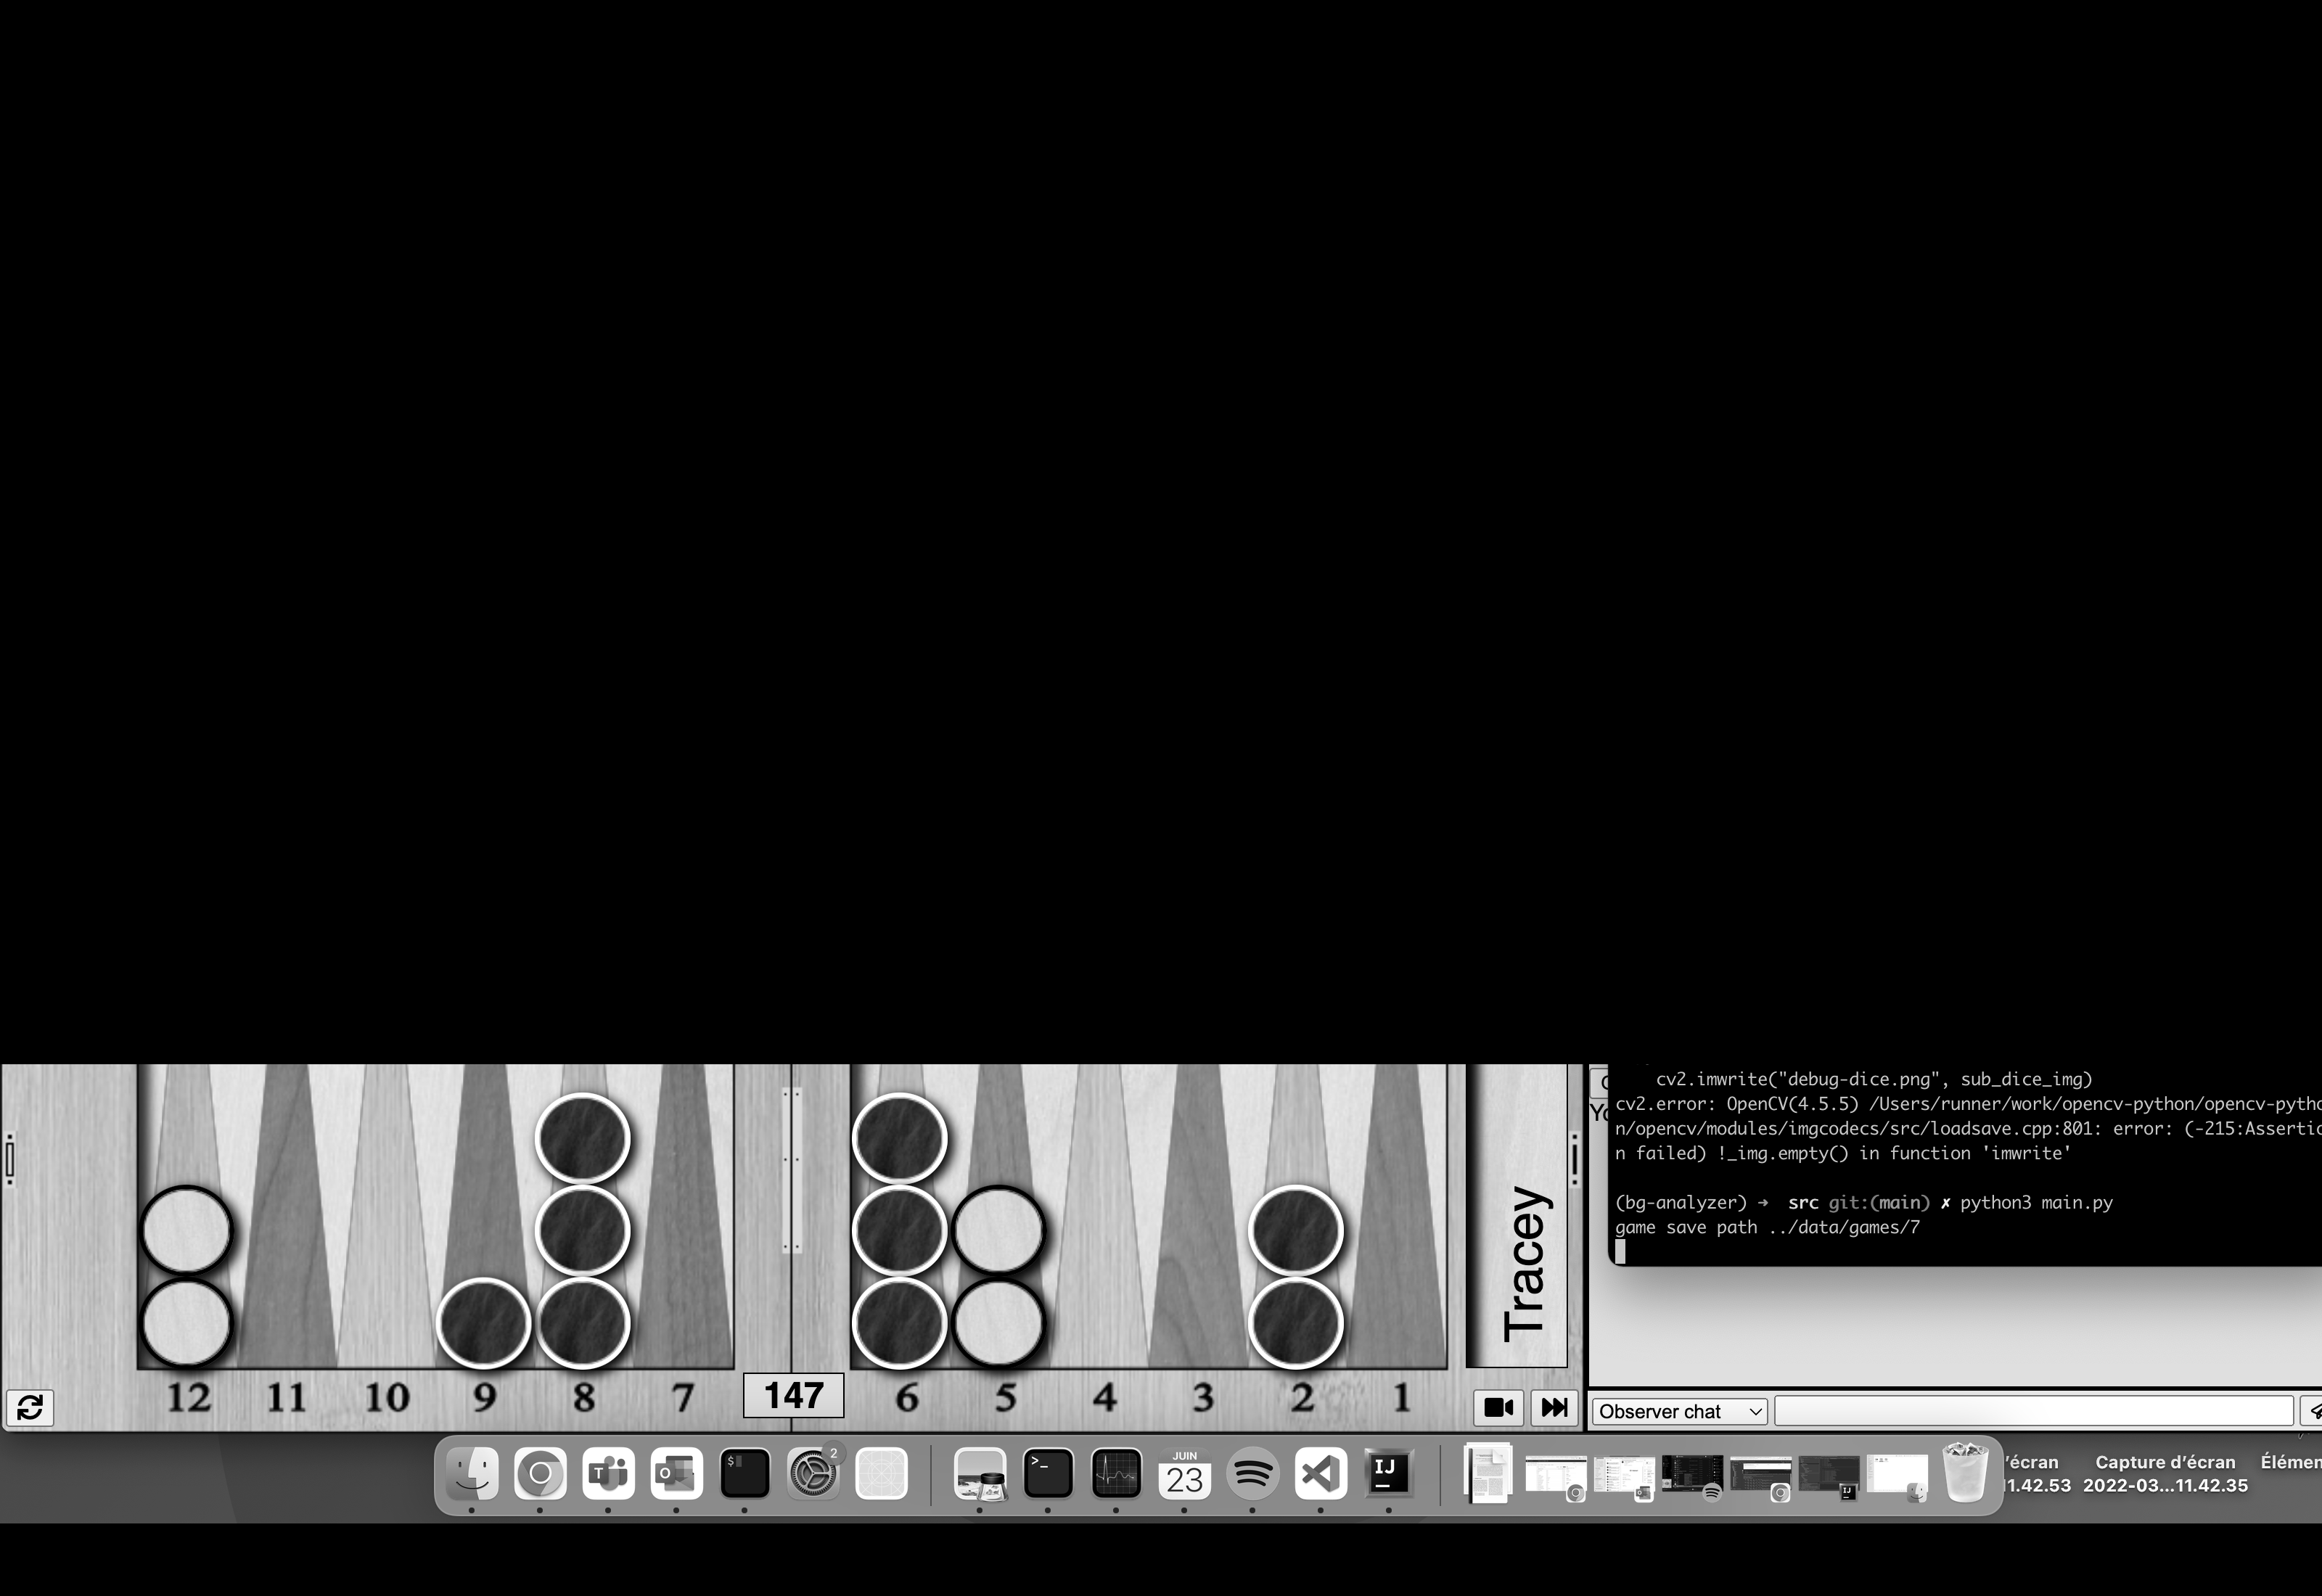 cv2.imwrite("debug-dice.png", sub_dice_img)
cv2.error: OpenCV(4.5.5) /Users/runner/work/opencv-python/opencv-pytho
n/opencv/modules/imgcodecs/src/loadsave.cpp:801: error: (-215:Assertio
n failed) !_img.empty() in function 'imwrite'
(bg-analyzer) ➜ src git:(main) ✗ python3 main.py
game save path ../data/games/7
Tracey
12 11 10 9 8 7 147 6 5 4 3 2 1
Observer chat
$
2
T
O
>_
JUIN
23
IJ
'écran
11.42.53
Capture d'écran
2022-03...11.42.35
Élémen